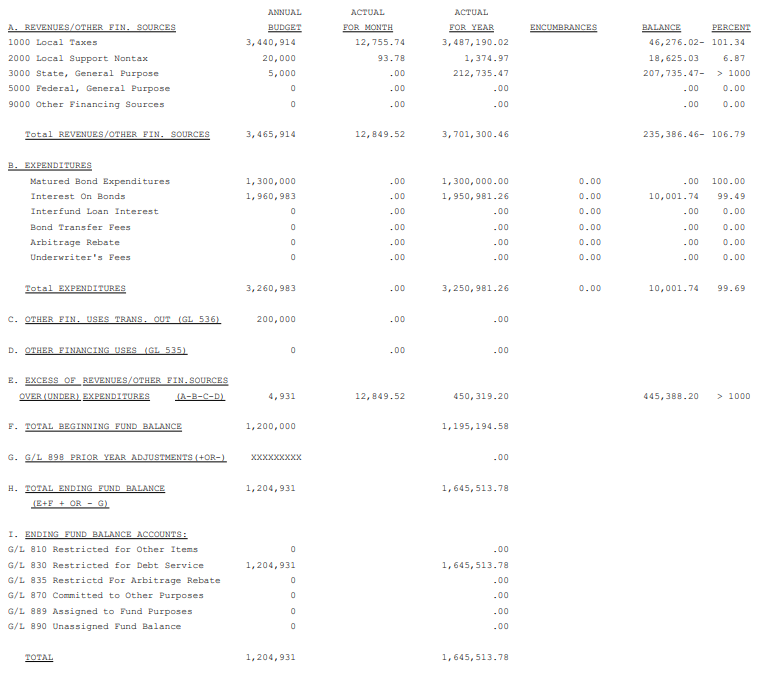 ANNUAL ACTUAL ACTUAL
A. REVENUES/OTHER FIN. SOURCES BUDGET FOR MONTH FOR YEAR ENCUMBRANCES BALANCE PERCENT
1000 Local Taxes 3,440,914 12,755.74 3,487,190.02 46,276.02- 101.34
2000 Local Support Nontax 20,000 93.78 1,374.97 18,625.03 6.87
3000 State, General Purpose 5,000 .00 212,735.47 207,735.47- > 1000
5000 Federal, General Purpose 0 .00 .00 .00 0.00
9000 Other Financing Sources 0 .00 .00 .00 0.00
Total REVENUES/OTHER FIN. SOURCES 3,465,914 12,849.52 3,701,300.46 235,386.46- 106.79
B. EXPENDITURES
Matured Bond Expenditures 1,300,000 .00 1,300,000.00 0.00 .00 100.00
Interest On Bonds 1,960,983 .00 1,950,981.26 0.00 10,001.74 99.49
Interfund Loan Interest 0 .00 .00 0.00 .00 0.00
Bond Transfer Fees 0 .00 .00 0.00 .00 0.00
Arbitrage Rebate 0 .00 .00 0.00 .00 0.00
Underwriter's Fees 0 .00 .00 0.00 .00 0.00
Total EXPENDITURES 3,260,983 .00 3,250,981.26 0.00 10,001.74 99.69
C. OTHER FIN. USES TRANS. OUT (GL 536) 200,000 .00 .00
D. OTHER FINANCING USES (GL 535) 0 .00 .00
E. EXCESS OF REVENUES/OTHER FIN.SOURCES
OVER(UNDER) EXPENDITURES (A-B-C-D) 4,931 12,849.52 450,319.20 445,388.20 > 1000
F. TOTAL BEGINNING FUND BALANCE 1,200,000 1,195,194.58
G. G/L 898 PRIOR YEAR ADJUSTMENTS(+OR-) XXXXXXXXX .00
H. TOTAL ENDING FUND BALANCE 1,204,931 1,645,513.78
(E+F + OR - G)
I. ENDING FUND BALANCE ACCOUNTS:
G/L 810 Restricted for Other Items 0 .00
G/L 830 Restricted for Debt Service 1,204,931 1,645,513.78
G/L 835 Restrictd For Arbitrage Rebate 0 .00
G/L 870 Committed to Other Purposes 0 .00
G/L 889 Assigned to Fund Purposes 0 .00
G/L 890 Unassigned Fund Balance 0 .00
TOTAL 1,204,931 1,645,513.78